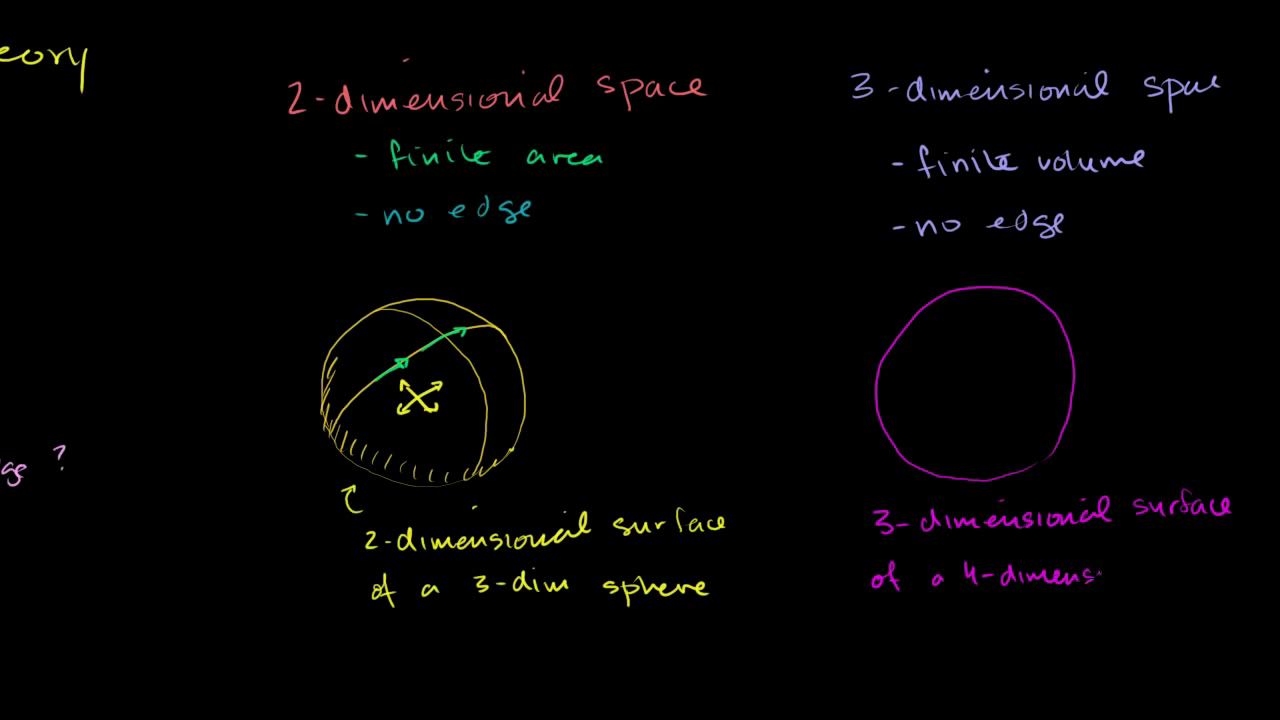 eory
2-dimensional space
- finite area
- no edge
ge ?
2-dimensional surface
of a 3-dim sphere
3-dimensional spac
- finite volume
- no edge
3-dimensional surface
of a 4-dimens